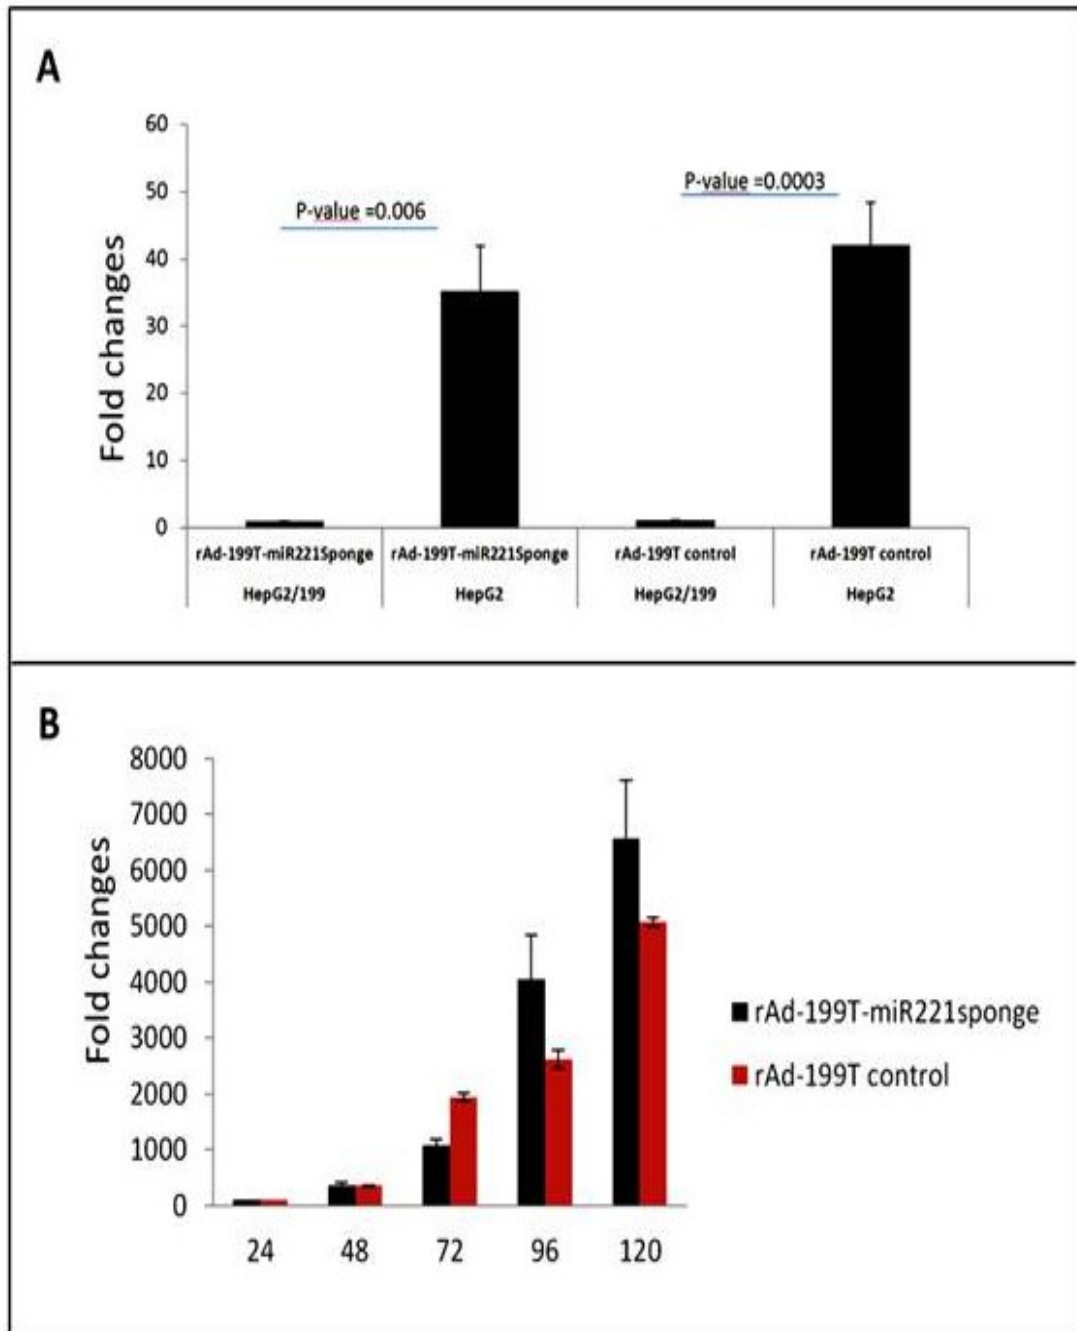 A
60
50
40
30
20
10
0
Fold changes
P-value =0.006
P-value =0.0003
rAd-199T-miR221Sponge rAd-199T-miR221Sponge rAd-199T control rAd-199T control
HepG2/199 HepG2 HepG2/199 HepG2
B
8000
7000
6000
5000
4000
3000
2000
1000
0
Fold changes
24 48 72 96 120
rAd-199T-miR221sponge
rAd-199T control